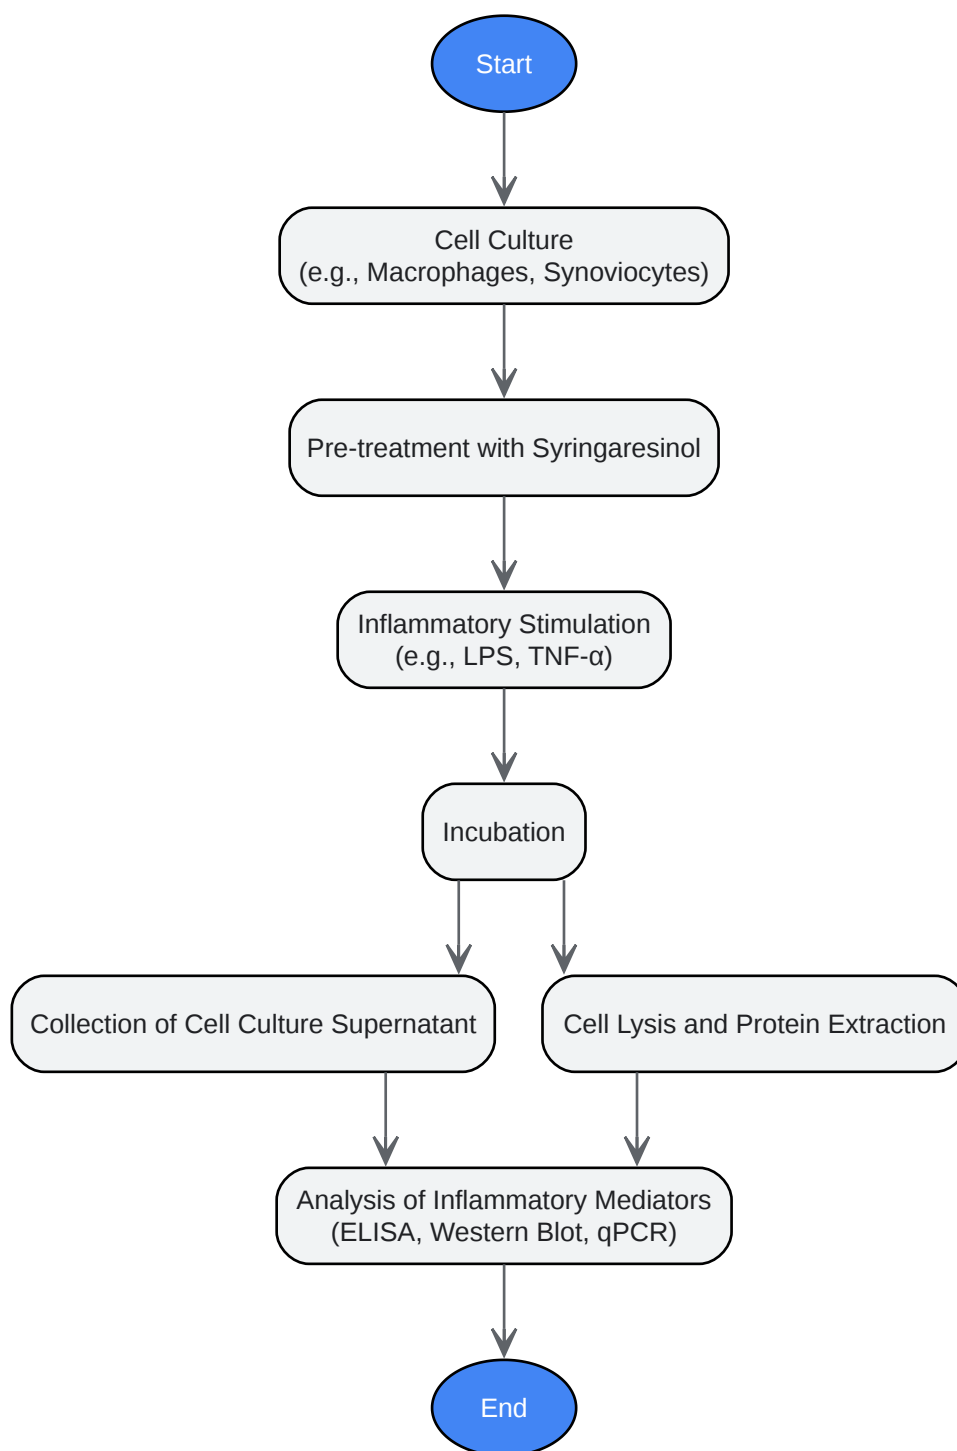 Start
Cell Culture
(e.g., Macrophages, Synoviocytes)
Pre-treatment with Syringaresinol
Inflammatory Stimulation
(e.g., LPS, TNF-α)
Incubation
Collection of Cell Culture Supernatant
Cell Lysis and Protein Extraction
Analysis of Inflammatory Mediators
(ELISA, Western Blot, qPCR)
End